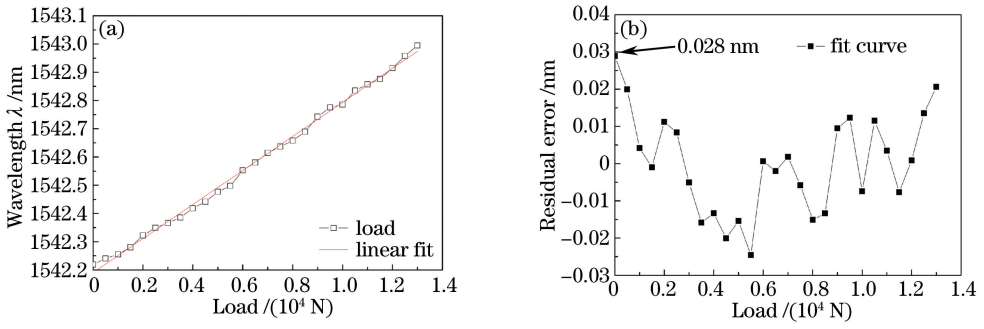 (a)
1543.1
1543.0
1542.9
1542.8
1542.7
1542.6
1542.5
1542.4
1542.3
1542.2
Wavelength λ /nm
load
linear fit
0 0.2 0.4 0.6 0.8 1.0 1.2 1.4
Load /(10⁴ N)
(b)
0.04
0.03
0.02
0.01
0
−0.01
−0.02
−0.03
Residual error /nm
0.028 nm
fit curve
0 0.2 0.4 0.6 0.8 1.0 1.2 1.4
Load /(10⁴ N)